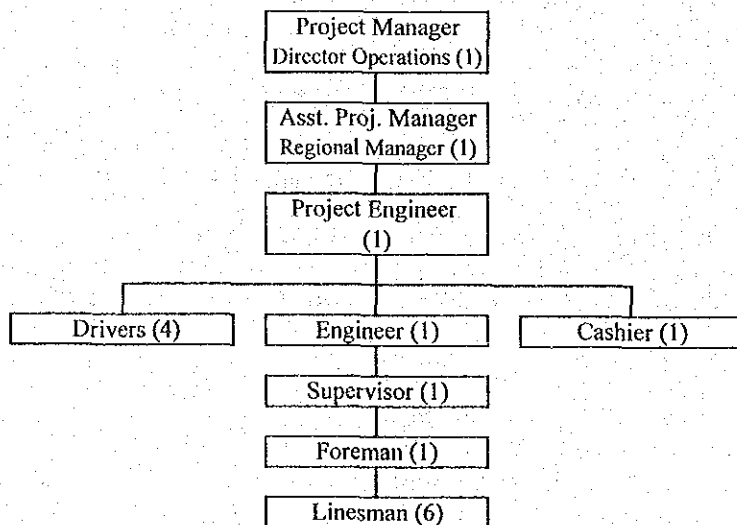 Project Manager
Director Operations (1)
Asst. Proj. Manager
Regional Manager (1)
Project Engineer
(1)
Drivers (4)
Engineer (1)
Cashier (1)
Supervisor (1)
Foreman (1)
Linesman (6)